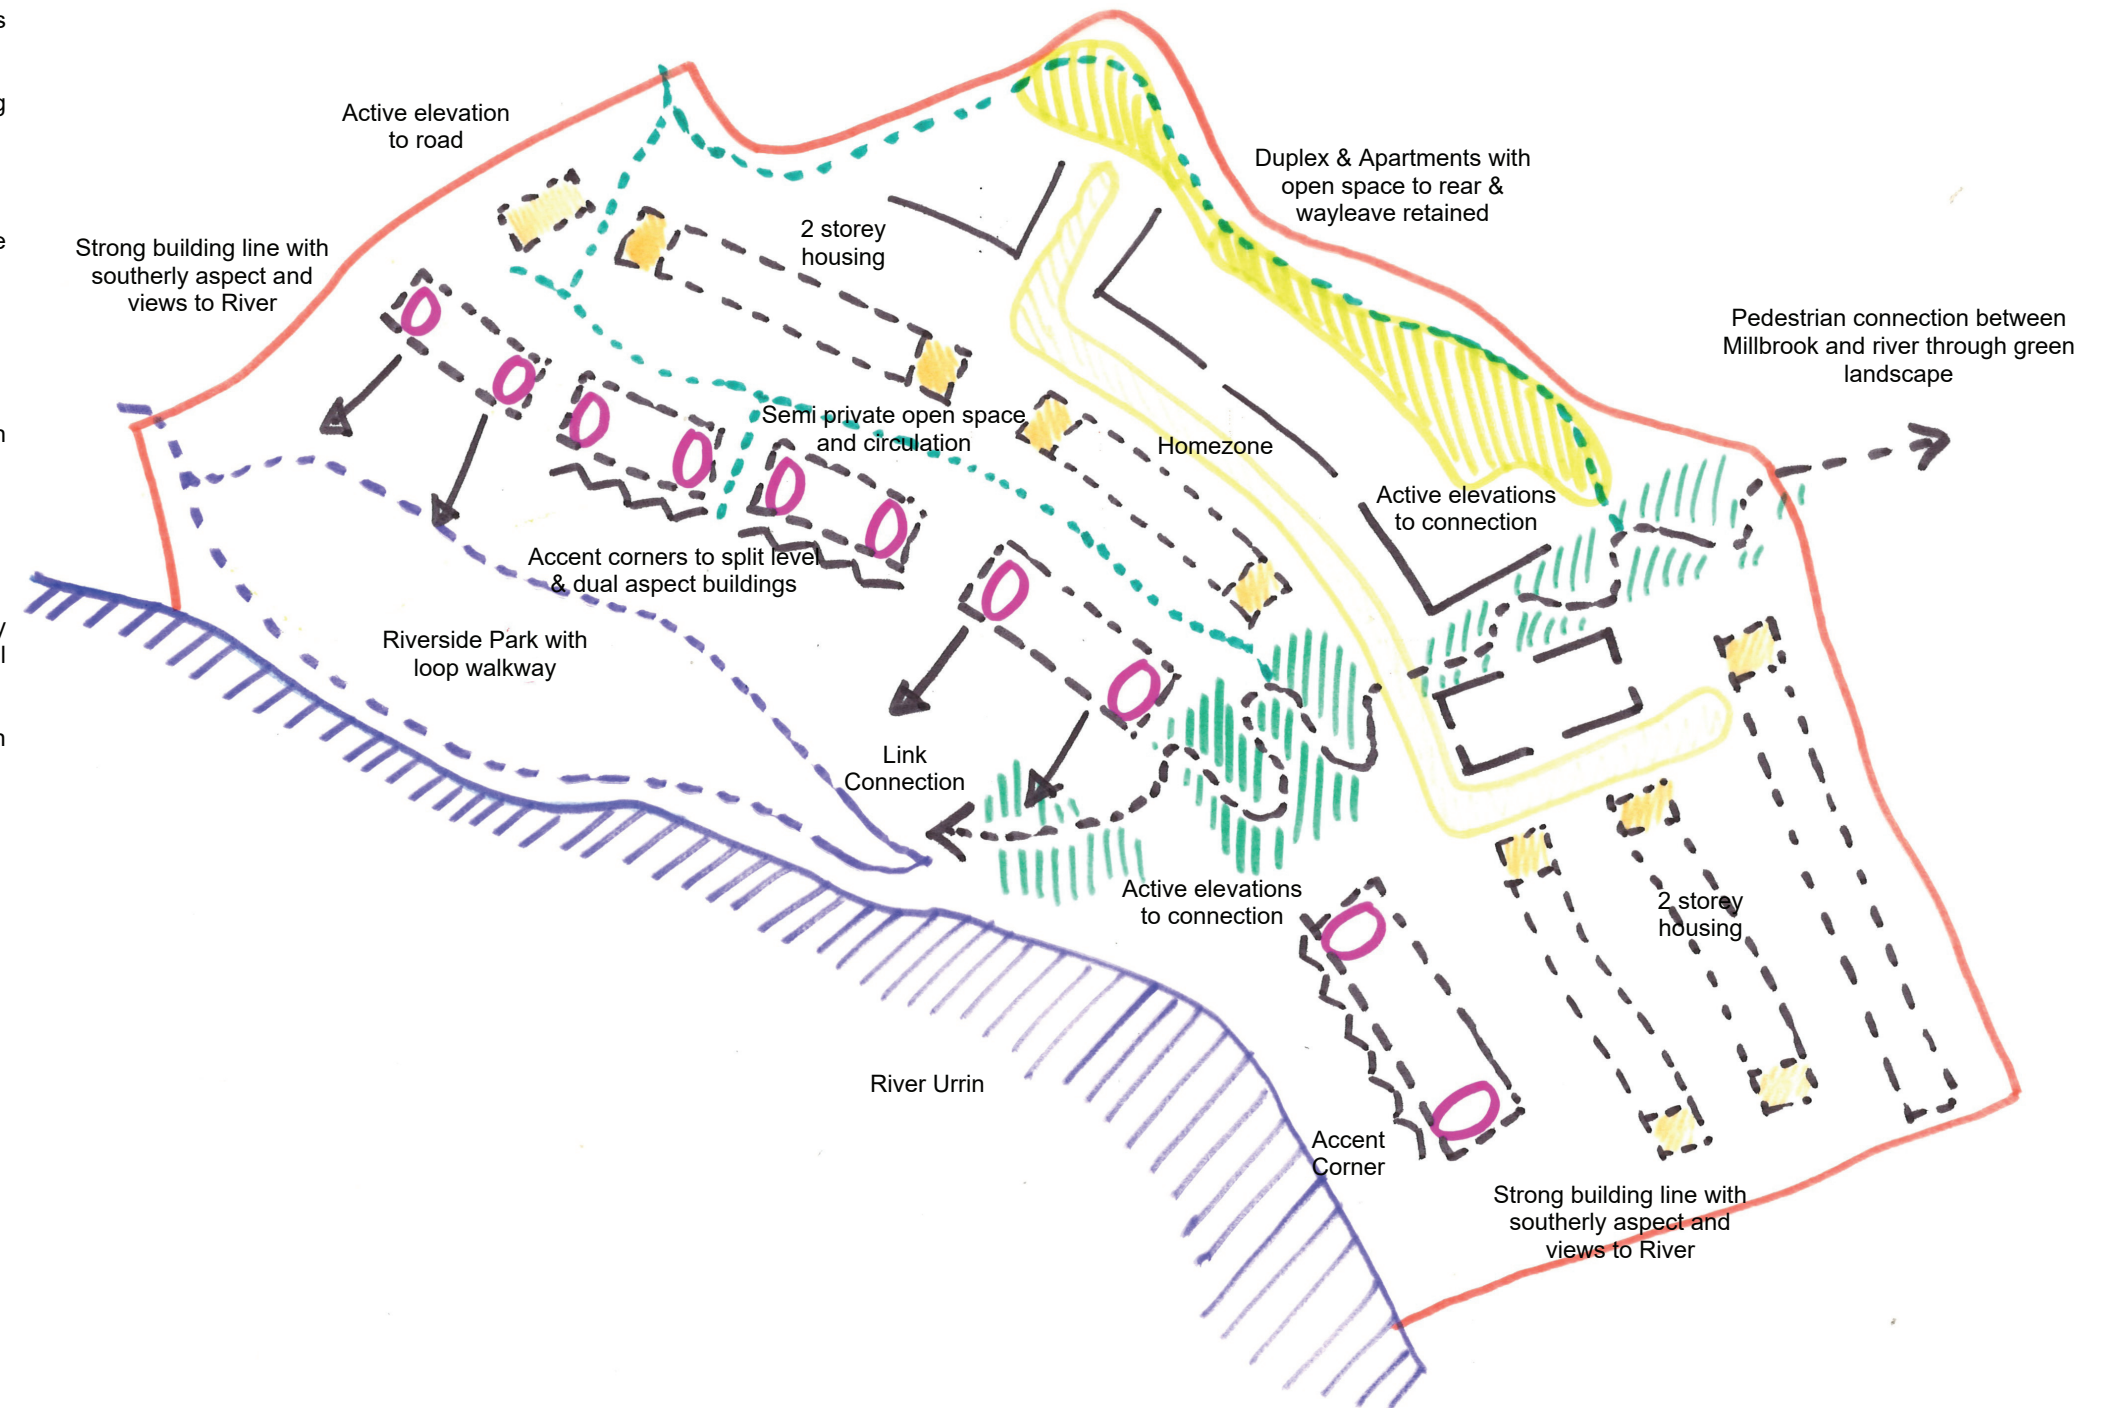 s
g
e
n
y
l
n
Active elevation
to road
Strong building line with
southerly aspect and
views to River
2 storey
housing
Duplex & Apartments with
open space to rear &
wayleave retained
Pedestrian connection between
Millbrook and river through green
landscape
Semi private open space
and circulation
Homezone
Active elevations
to connection
Accent corners to split level
& dual aspect buildings
Riverside Park with
loop walkway
Link
Connection
Active elevations
to connection
2 storey
housing
River Urrin
Accent
Corner
Strong building line with
southerly aspect and
views to River